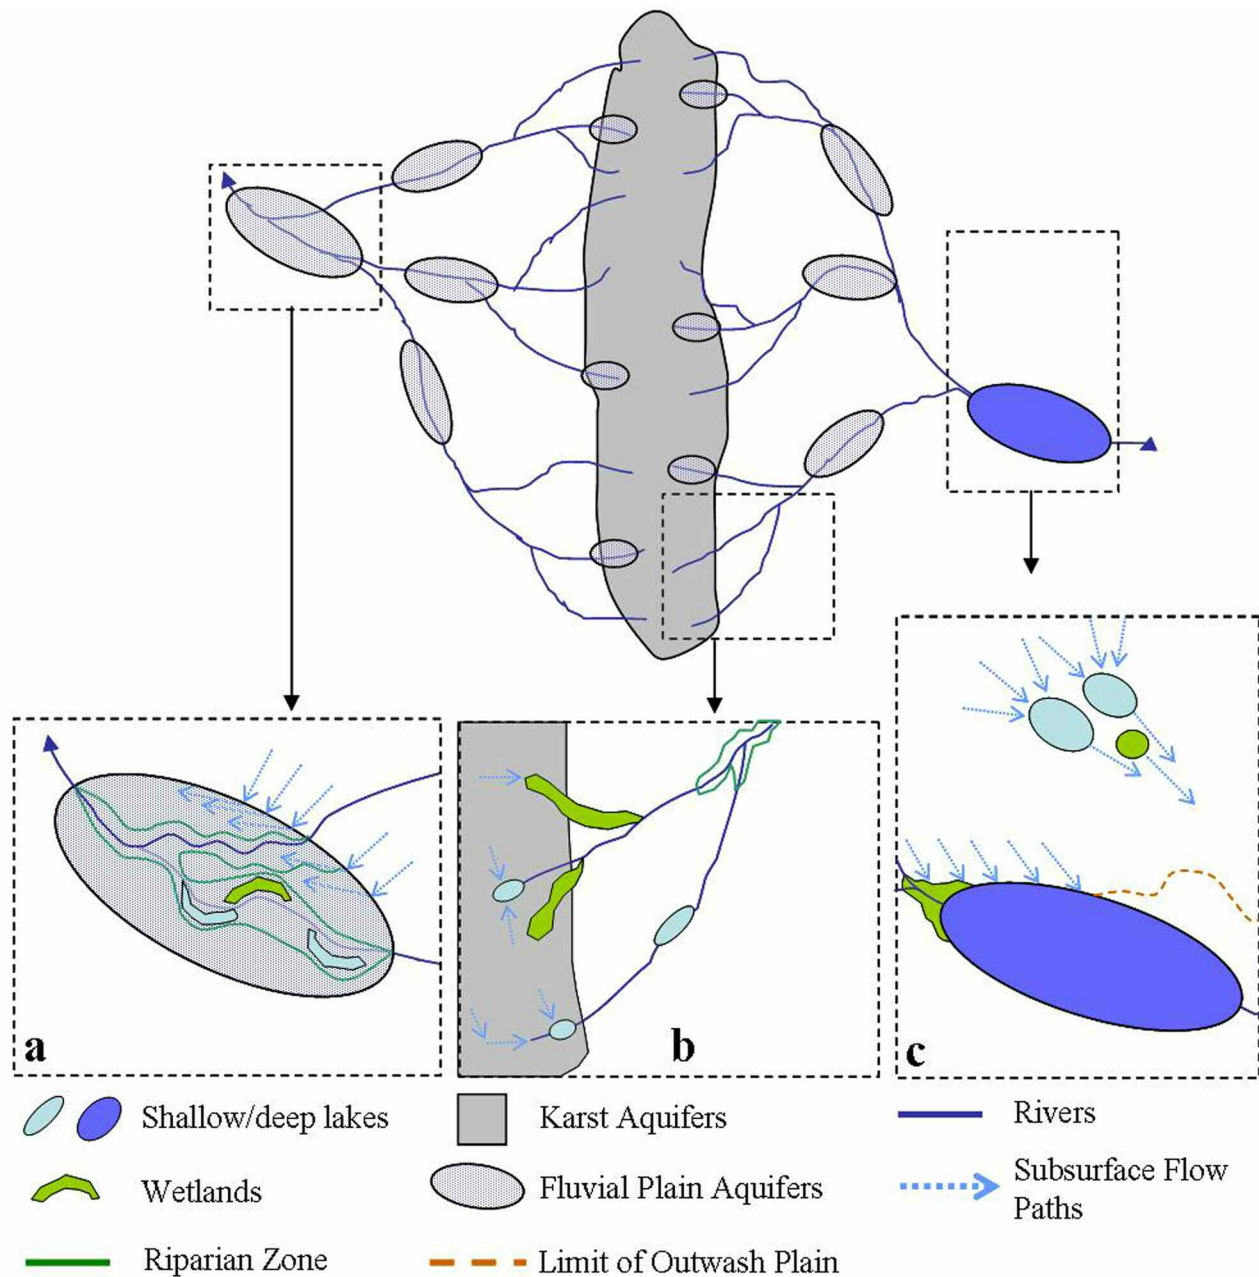 a
b
c
Shallow/deep lakes
Karst Aquifers
Rivers
Wetlands
Fluvial Plain Aquifers
Subsurface Flow
Paths
Riparian Zone
Limit of Outwash Plain